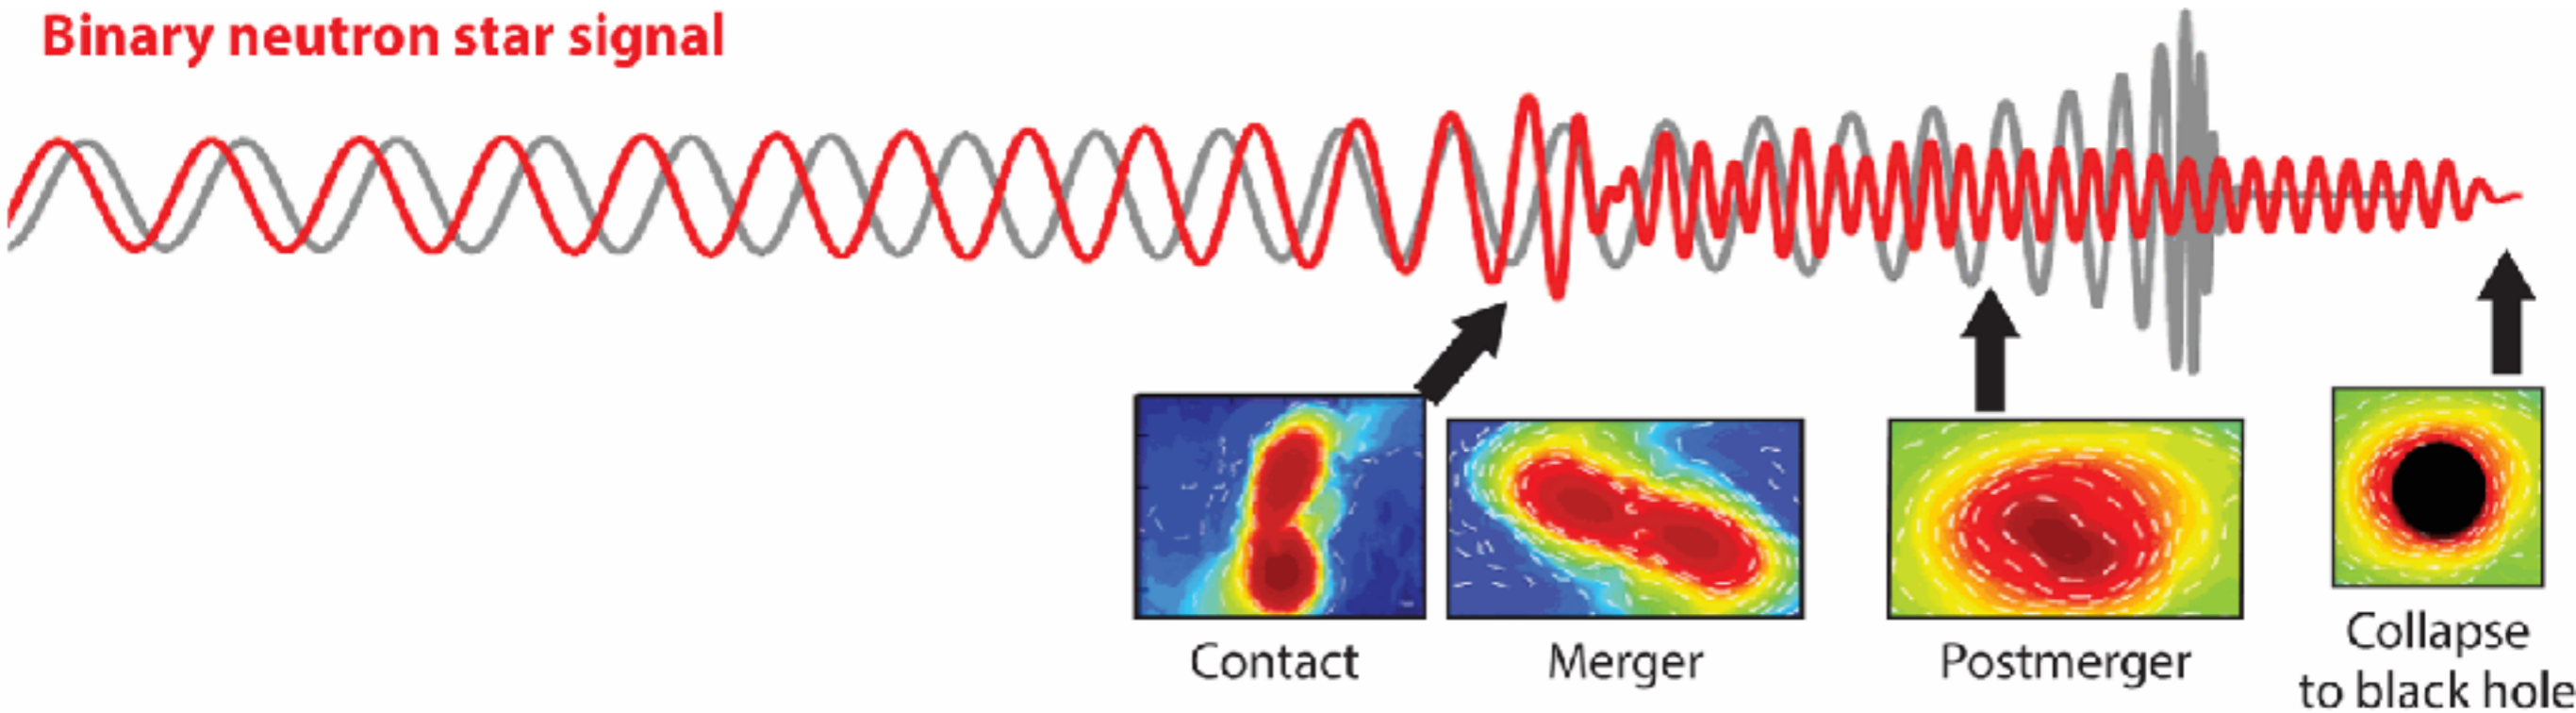 Binary neutron star signal
Contact
Merger
Postmerger
Collapse
to black hole